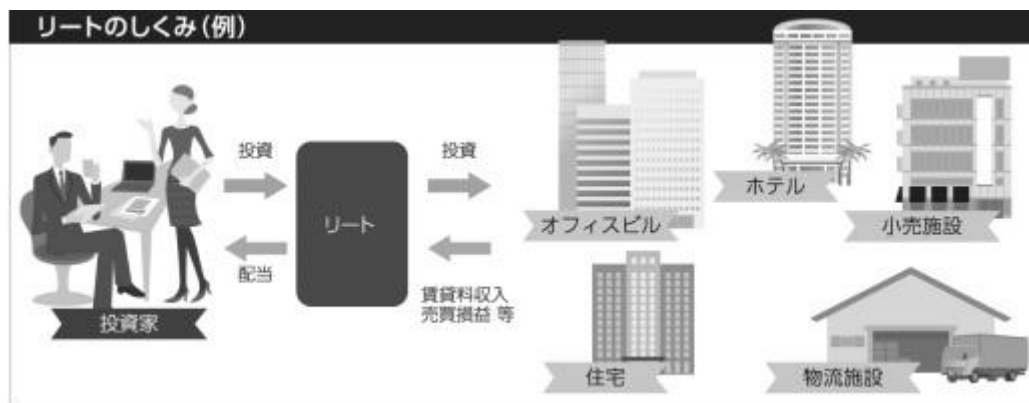 リートのしくみ(例)
投資
投資
リート
配当
賃貸料収入
売買損益 等
投資家
オフィスビル
ホテル
小売施設
住宅
物流施設